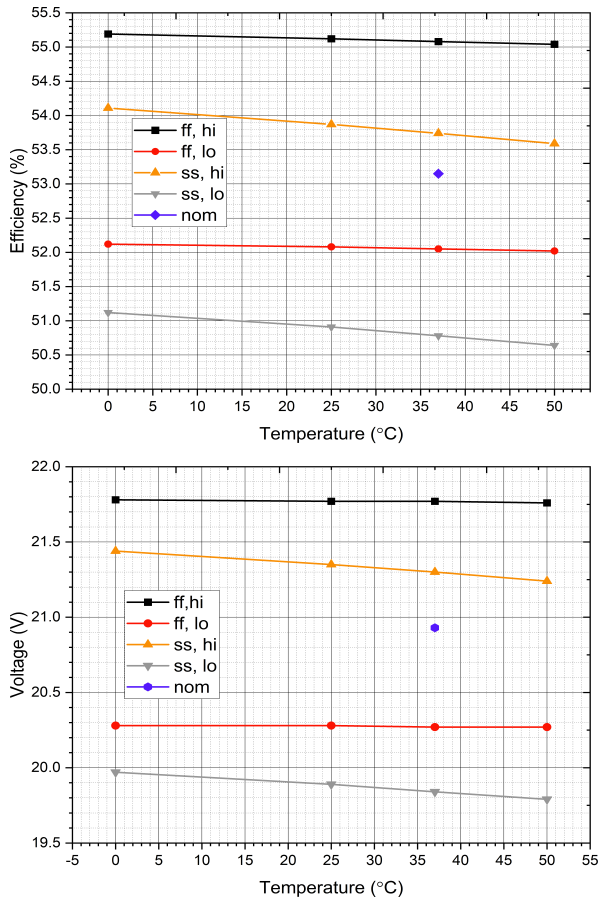 55.5
55.0
54.5
54.0
53.5
53.0
52.5
52.0
51.5
51.0
50.5
50.0
Efficiency (%)
ff, hi
ff, lo
ss, hi
ss, lo
nom
0 5 10 15 20 25 30 35 40 45 50
Temperature (°C)
22.0
21.5
21.0
20.5
20.0
19.5
Voltage (V)
ff,hi
ff, lo
ss, hi
ss, lo
nom
-5 0 5 10 15 20 25 30 35 40 45 50 55
Temperature (°C)